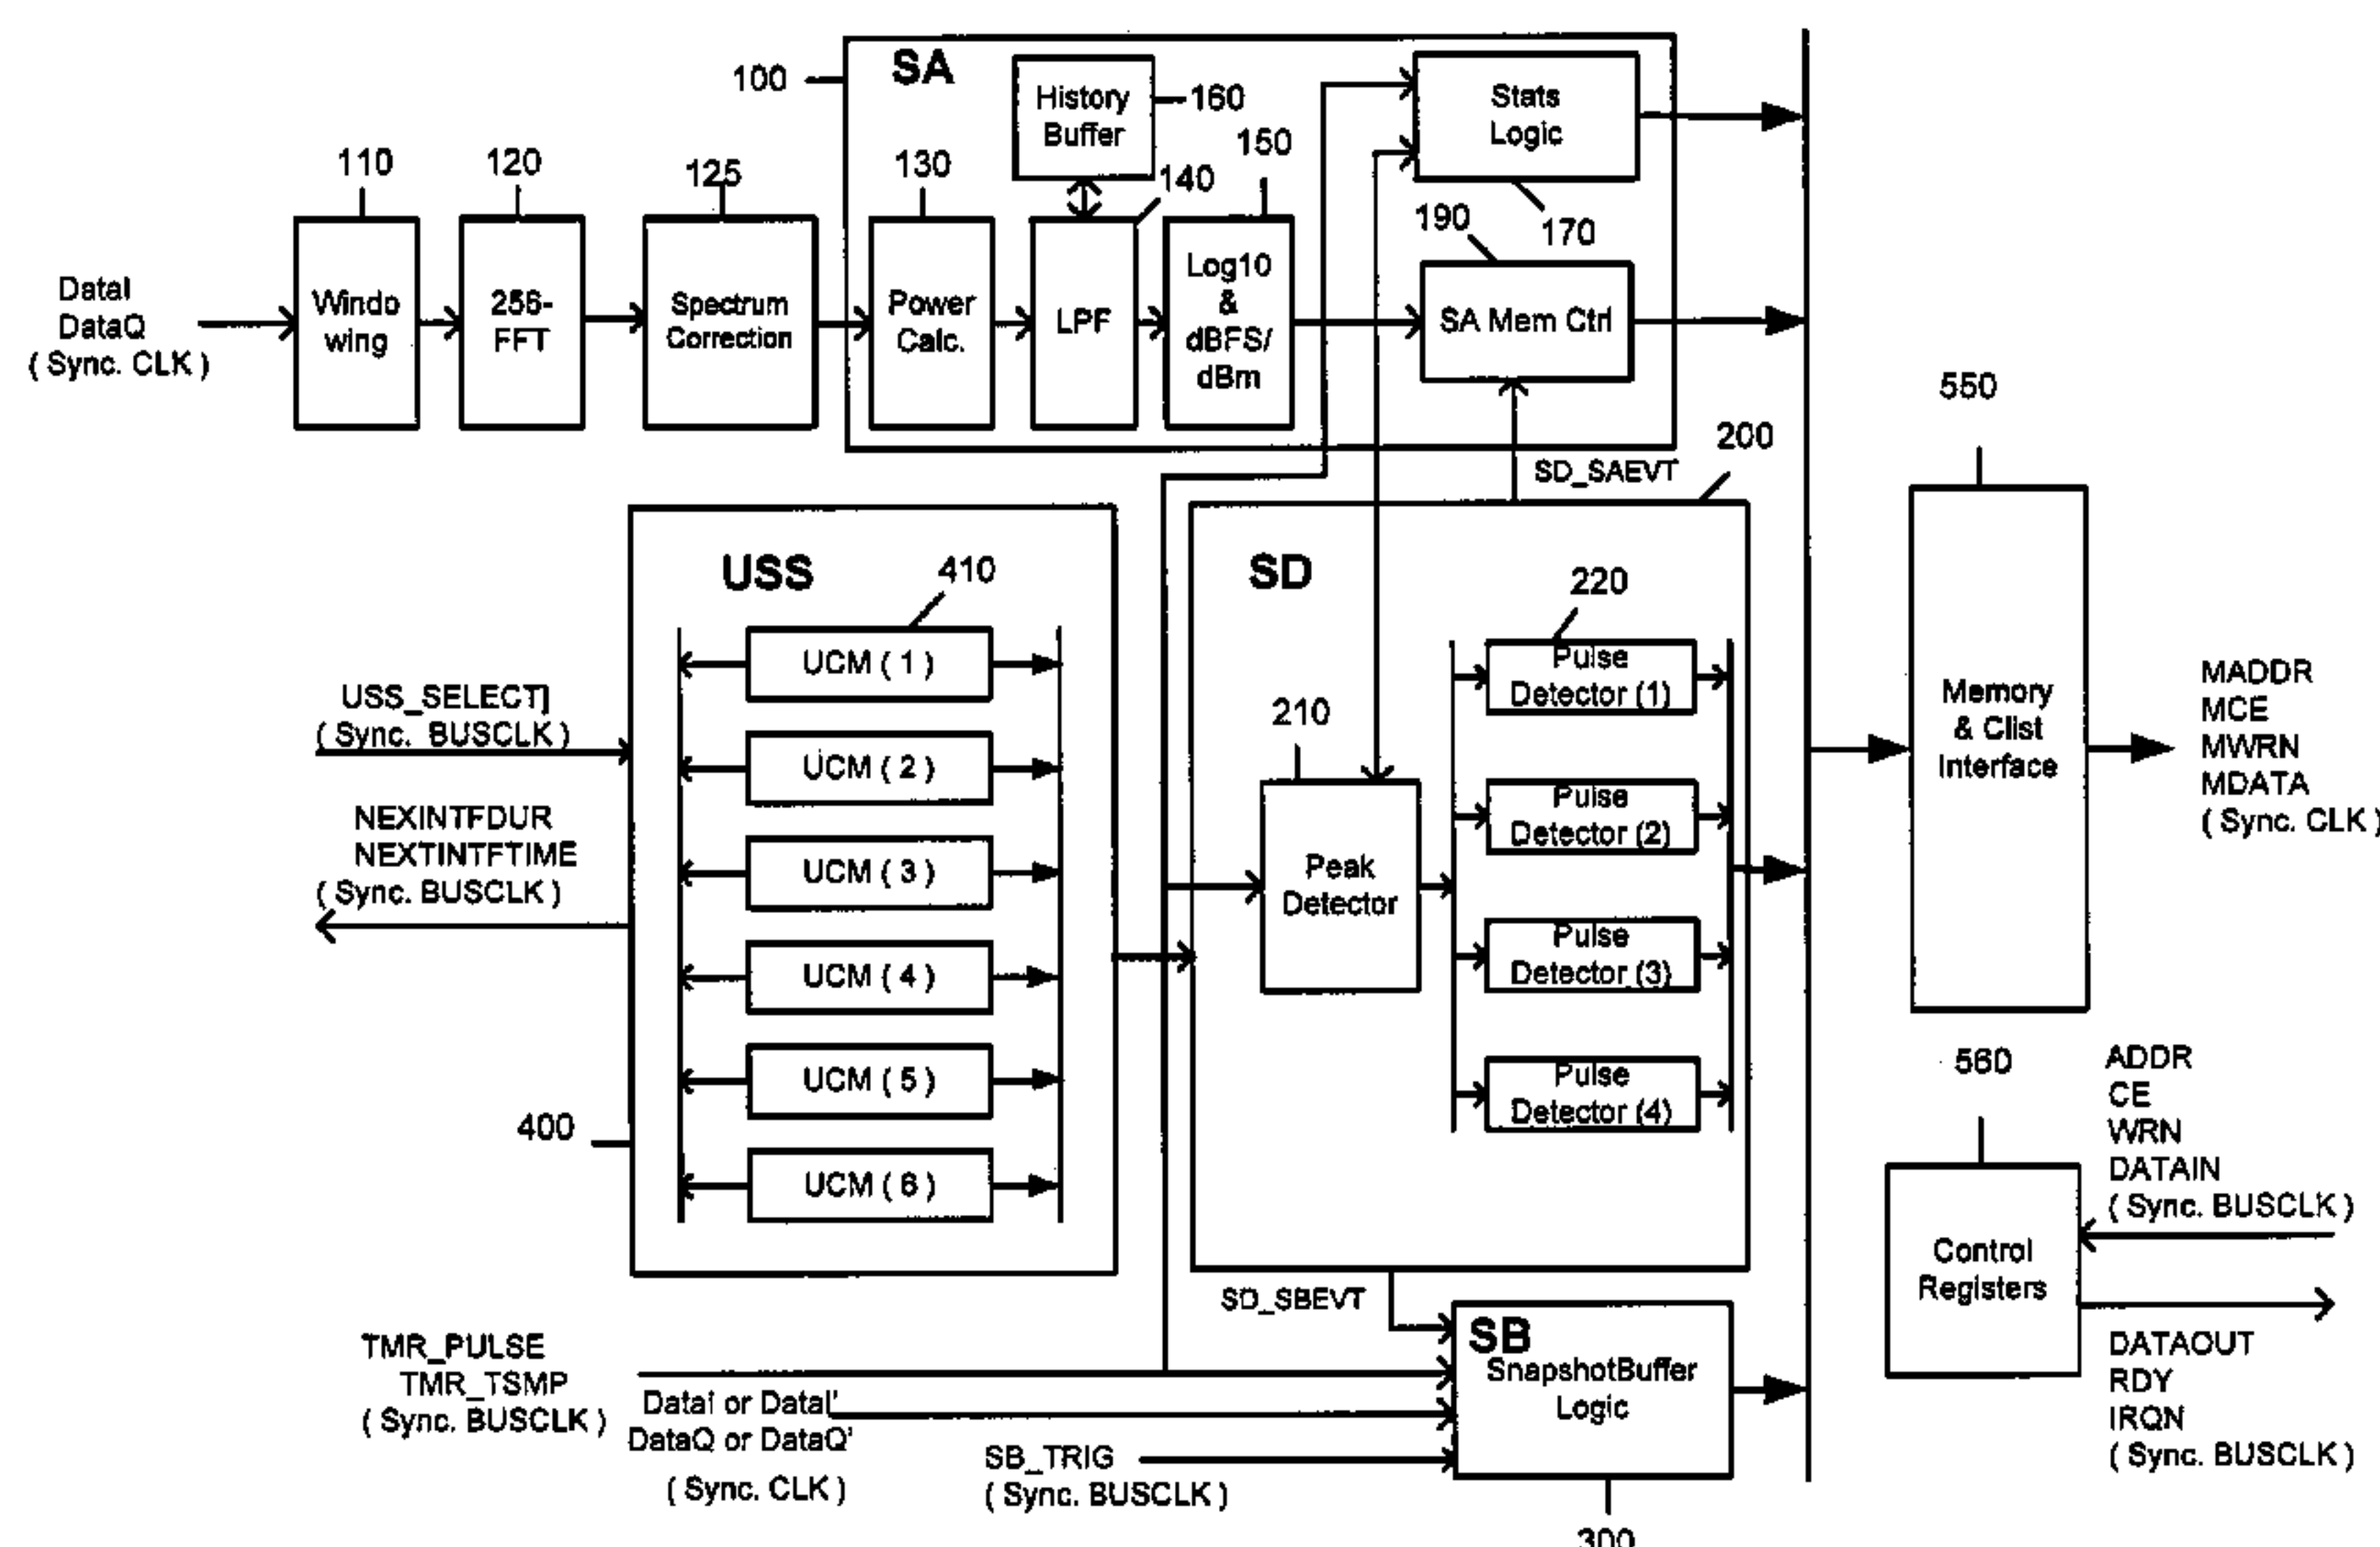 100
SA
History
Buffer
160
Stats
Logic
170
110
120
125
130
140
150
190
DataI
DataQ
( Sync. CLK )
Windo
wing
256-
FFT
Spectrum
Correction
Power
Calc.
LPF
Log10
&
dBFS/
dBm
SA Mem Ctrl
SD_SAEVT
200
550
USS
410
UCM ( 1 )
UCM ( 2 )
UCM ( 3 )
UCM ( 4 )
UCM ( 5 )
UCM ( 6 )
400
USS_SELECT]
( Sync. BUSCLK )
NEXINTFDUR
NEXTINTFTIME
( Sync. BUSCLK )
SD
210
Peak
Detector
220
Pulse
Detector (1)
Pulse
Detector (2)
Pulse
Detector (3)
Pulse
Detector (4)
Memory
& Clist
Interface
MADDR
MCE
MWRN
MDATA
( Sync. CLK )
560
ADDR
CE
WRN
DATAIN
( Sync. BUSCLK )
Control
Registers
DATAOUT
RDY
IRQN
( Sync. BUSCLK )
SD_SBEVT
SB
SnapshotBuffer
Logic
300
TMR_PULSE
TMR_TSMP
( Sync. BUSCLK )
DataI or DataI'
DataQ or DataQ'
( Sync. CLK )
SB_TRIG
( Sync. BUSCLK )